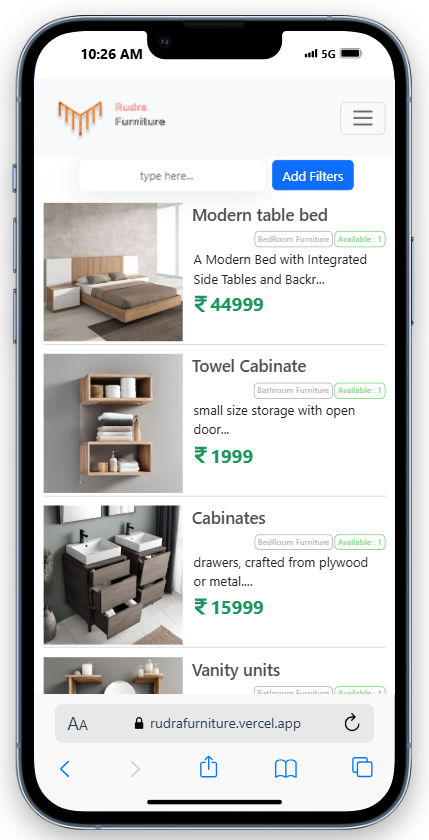 10:26 AM
5G
Rudra
Furniture
type here...
Add Filters
Modern table bed
BedRoom Furniture Available : 1
A Modern Bed with Integrated
Side Tables and Backr...
₹ 44999
Towel Cabinate
Bathroom Furniture Available : 1
small size storage with open
door...
₹ 1999
Cabinates
BedRoom Furniture Available : 1
drawers, crafted from plywood
or metal....
₹ 15999
Vanity units
Bathroom Furniture Available : 1
AA rudrafurniture.vercel.app